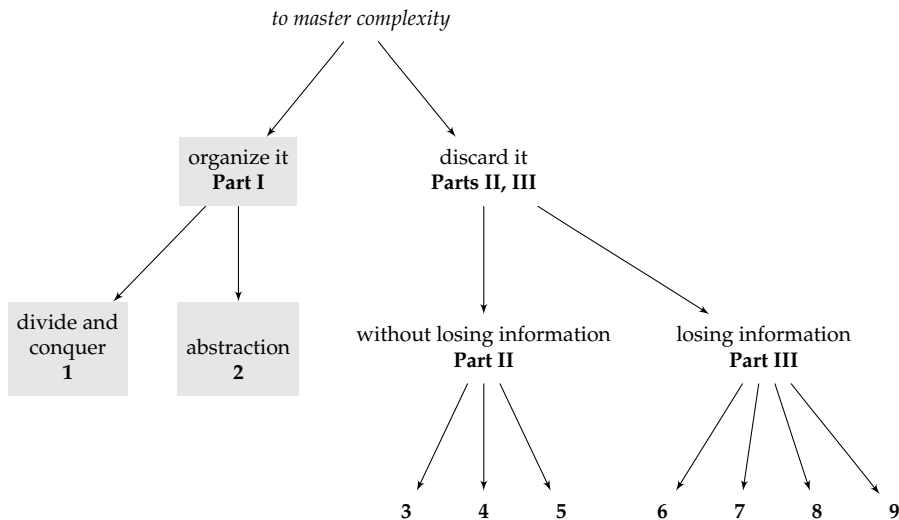 to master complexity
organize it
Part I
discard it
Parts II, III
divide and
conquer
1
abstraction
2
without losing information
Part II
losing information
Part III
3 4 5 6 7 8 9